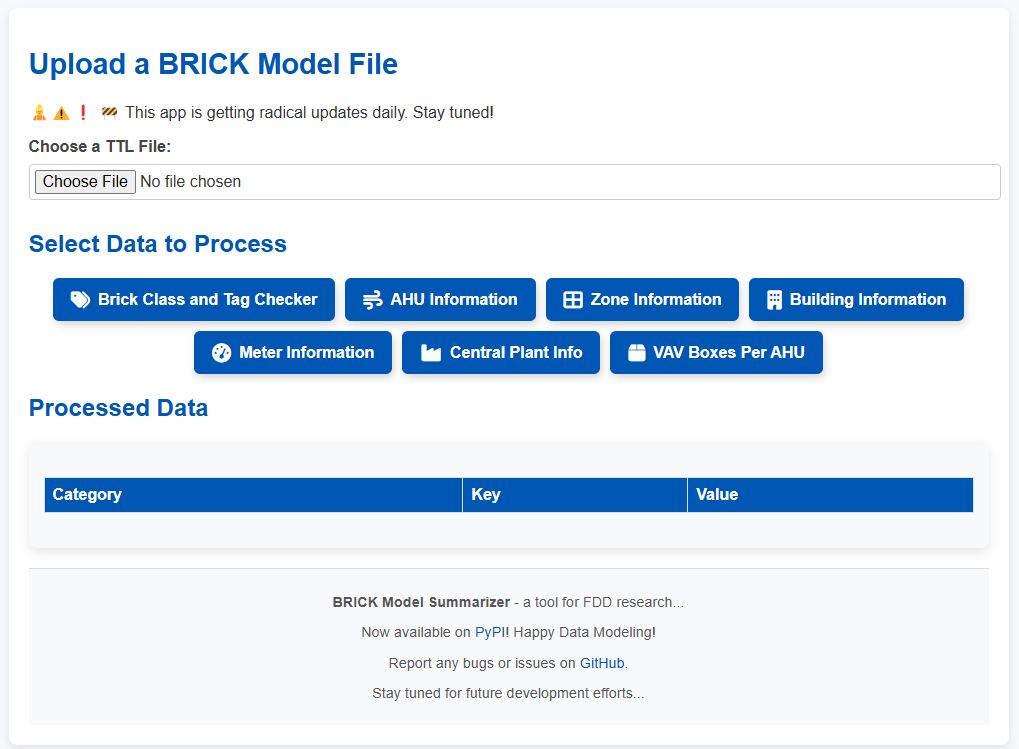 Upload a BRICK Model File
This app is getting radical updates daily. Stay tuned!
Choose a TTL File:
Choose File No file chosen
Select Data to Process
Brick Class and Tag Checker AHU Information Zone Information Building Information
Meter Information Central Plant Info VAV Boxes Per AHU
Processed Data
Category Key Value
BRICK Model Summarizer - a tool for FDD research...
Now available on PyPI! Happy Data Modeling!
Report any bugs or issues on GitHub.
Stay tuned for future development efforts...